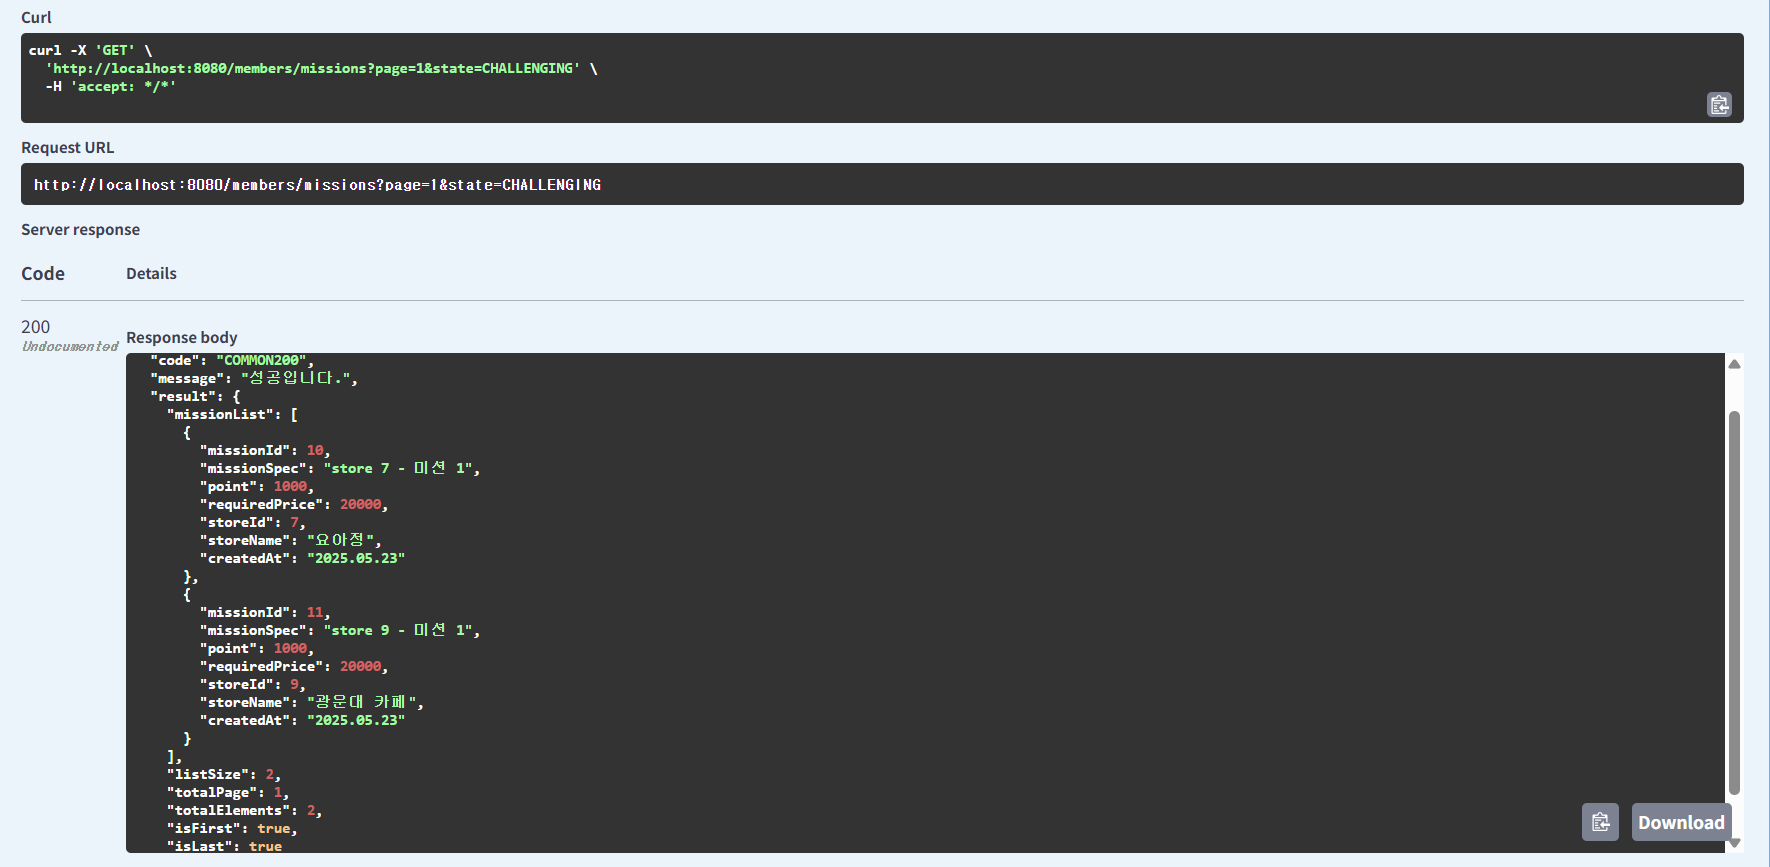 Curl
curl -X 'GET' \
  'http://localhost:8080/members/missions?page=1&state=CHALLENGING' \
  -H 'accept: */*'
Request URL
http://localhost:8080/members/missions?page=1&state=CHALLENGING
Server response
Code Details
200
Undocumented
Response body
"code": "COMMON200",
"message": "성공입니다.",
"result": {
"missionList": [
{
"missionId": 10,
"missionSpec": "store 7 - 미션 1",
"point": 1000,
"requiredPrice": 20000,
"storeId": 7,
"storeName": "요아정",
"createdAt": "2025.05.23"
},
{
"missionId": 11,
"missionSpec": "store 9 - 미션 1",
"point": 1000,
"requiredPrice": 20000,
"storeId": 9,
"storeName": "광운대 카페",
"createdAt": "2025.05.23"
}
],
"listSize": 2,
"totalPage": 1,
"totalElements": 2,
"isFirst": true,
"isLast": true
Download